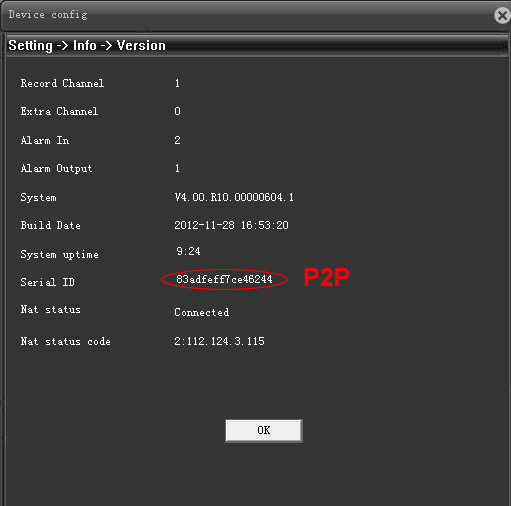 Device config
Setting -> Info -> Version
Record Channel 1
Extra Channel 0
Alarm In 2
Alarm Output 1
System V4.00.R10.00000604.1
Build Date 2012-11-28 16:53:20
System uptime 9:24
Serial ID 83adfeff7ce46244 P2P
Nat status Connected
Nat status code 2:112.124.3.115
OK